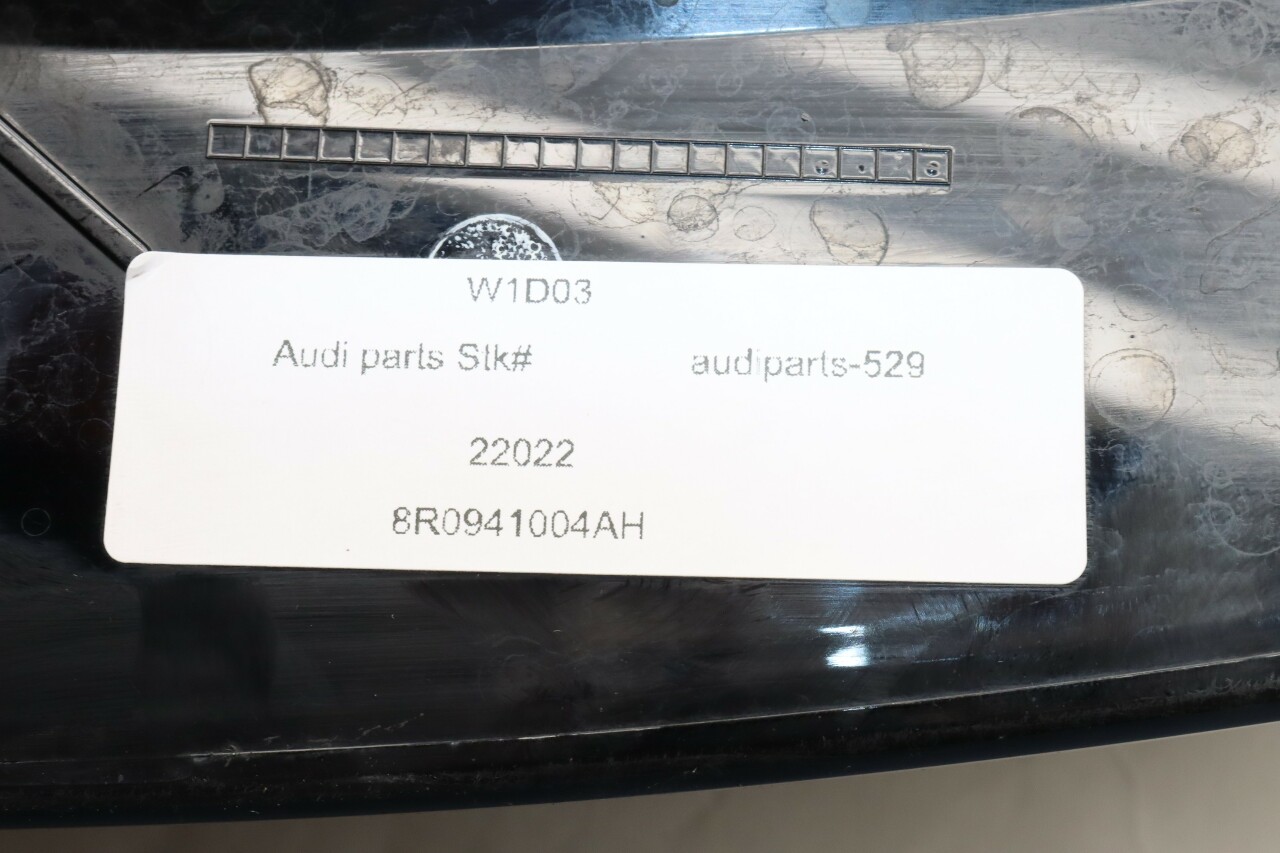 W1D03
Audi parts Stk# audiparts-529
22022
8R0941004AH